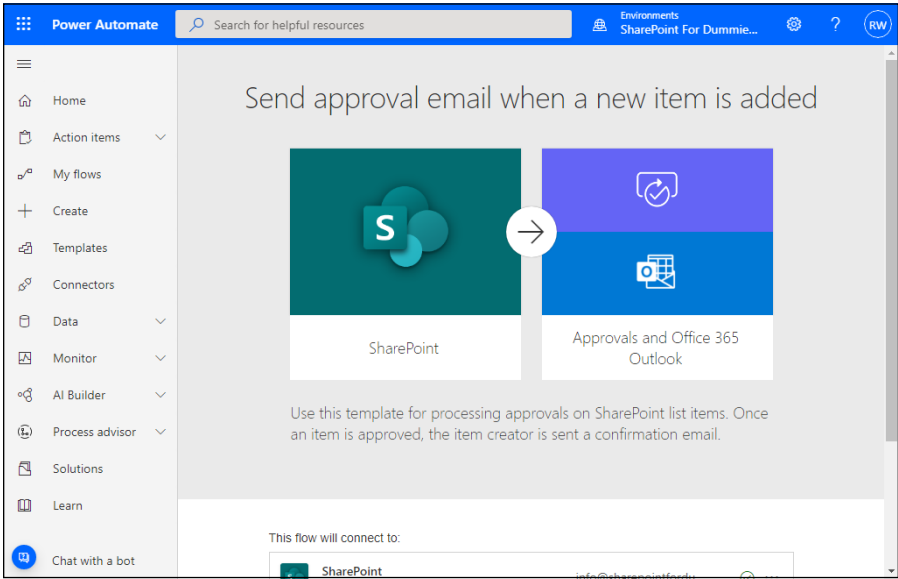 Power Automate
Search for helpful resources
Environments
SharePoint For Dummie...
?
RW
Home
Action items
My flows
Create
Templates
Connectors
Data
Monitor
AI Builder
Process advisor
Solutions
Learn
Chat with a bot
Send approval email when a new item is added
S
SharePoint
Approvals and Office 365
Outlook
Use this template for processing approvals on SharePoint list items. Once
an item is approved, the item creator is sent a confirmation email.
This flow will connect to:
SharePoint
info@sharepointfordu...